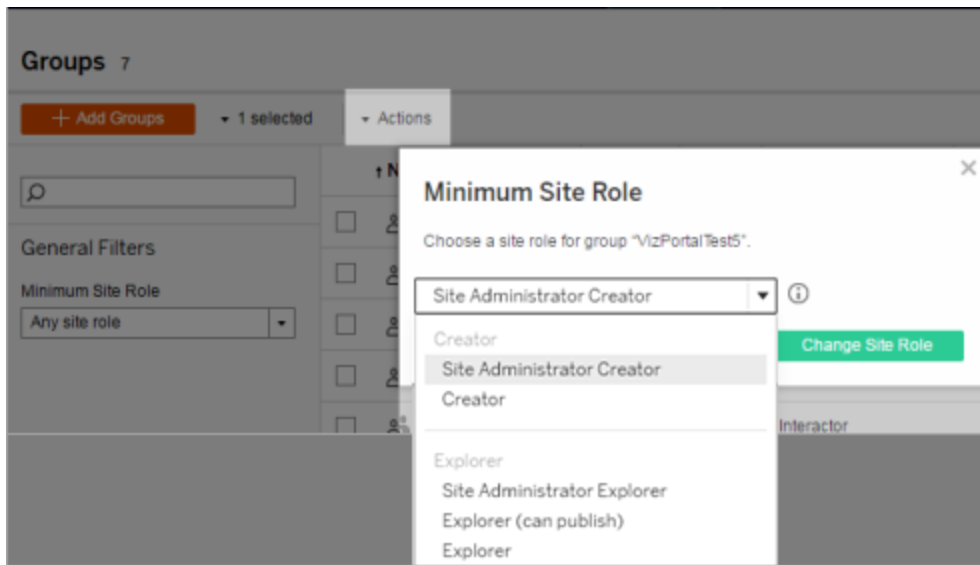 Groups 7
+ Add Groups
1 selected
Actions
↑ N
General Filters
Minimum Site Role
Any site role
Minimum Site Role
Choose a site role for group "VizPortalTest5".
Site Administrator Creator
Change Site Role
Creator
Site Administrator Creator
Creator
Interactor
Explorer
Site Administrator Explorer
Explorer (can publish)
Explorer